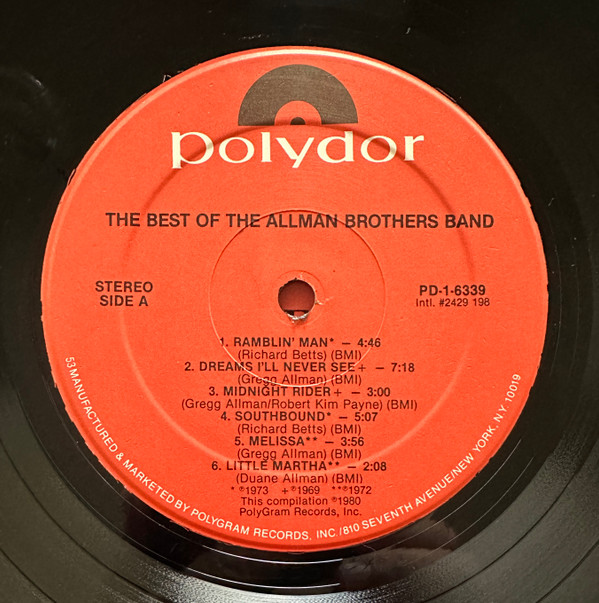 polydor
THE BEST OF THE ALLMAN BROTHERS BAND
STEREO
SIDE A
PD-1-6339
Intl. #2429 198
1. RAMBLIN' MAN* — 4:46
(Richard Betts) (BMI)
2. DREAMS I'LL NEVER SEE+ — 7:18
(Gregg Allman) (BMI)
3. MIDNIGHT RIDER+ — 3:00
(Gregg Allman/Robert Kim Payne) (BMI)
4. SOUTHBOUND* — 5:07
(Richard Betts) (BMI)
5. MELISSA** — 3:56
(Gregg Allman) (BMI)
6. LITTLE MARTHA** — 2:08
(Duane Allman) (BMI)
* ℗1973 +℗1969 **℗1972
This compilation ℗1980
PolyGram Records, Inc.
53 MANUFACTURED & MARKETED BY POLYGRAM RECORDS, INC./810 SEVENTH AVENUE/NEW YORK, N.Y. 10019